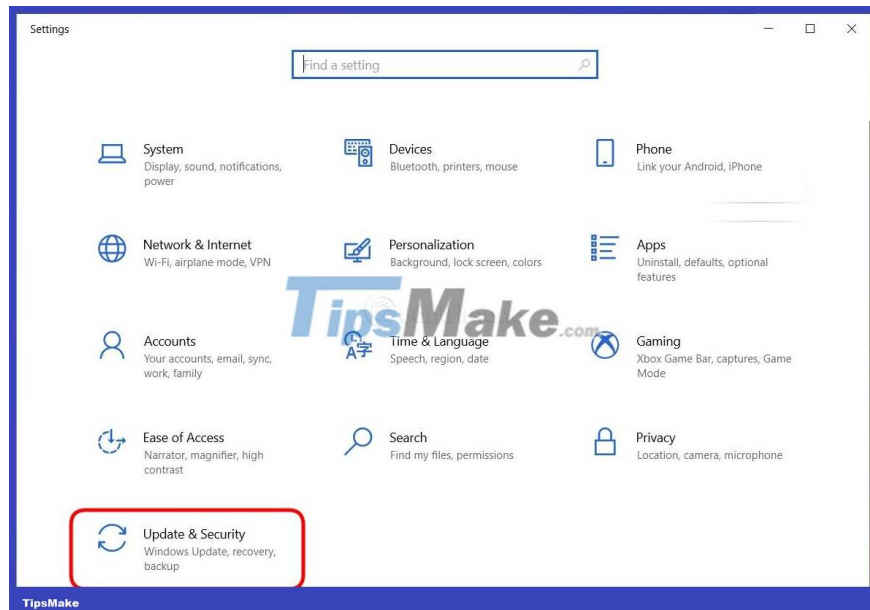 Settings
Find a setting
System
Display, sound, notifications,
power
Devices
Bluetooth, printers, mouse
Phone
Link your Android, iPhone
Network & Internet
Wi-Fi, airplane mode, VPN
Personalization
Background, lock screen, colors
Apps
Uninstall, defaults, optional
features
TipsMake.com
Accounts
Your accounts, email, sync,
work, family
Time & Language
Speech, region, date
Gaming
Xbox Game Bar, captures, Game
Mode
Ease of Access
Narrator, magnifier, high
contrast
Search
Find my files, permissions
Privacy
Location, camera, microphone
Update & Security
Windows Update, recovery,
backup
TipsMake